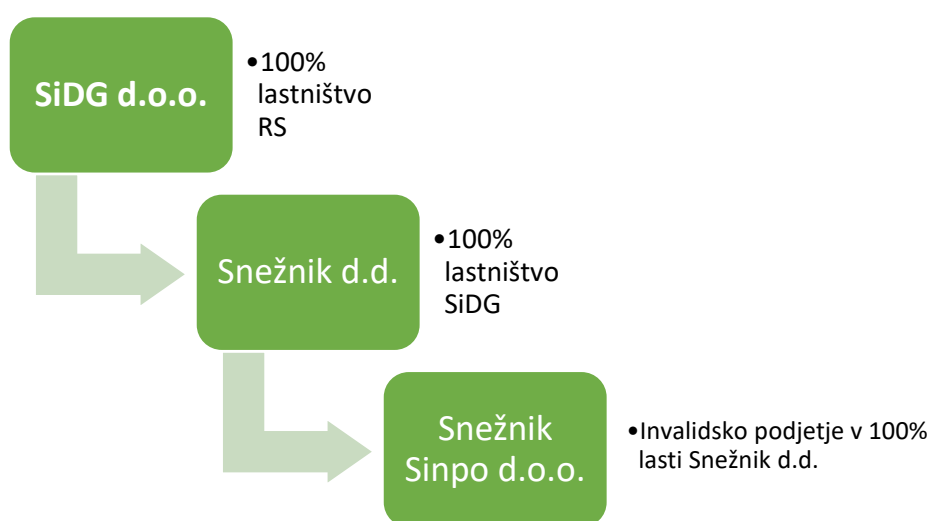 SiDG d.o.o.
•100%
lastništvo
RS
Snežnik d.d.
•100%
lastništvo
SiDG
Snežnik
Sinpo d.o.o.
•Invalidsko podjetje v 100%
lasti Snežnik d.d.